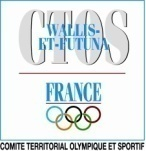 CTOS
WALLIS-
ET-FUTUNA
FRANCE
COMITE TERRITORIAL OLYMPIQUE ET SPORTIF